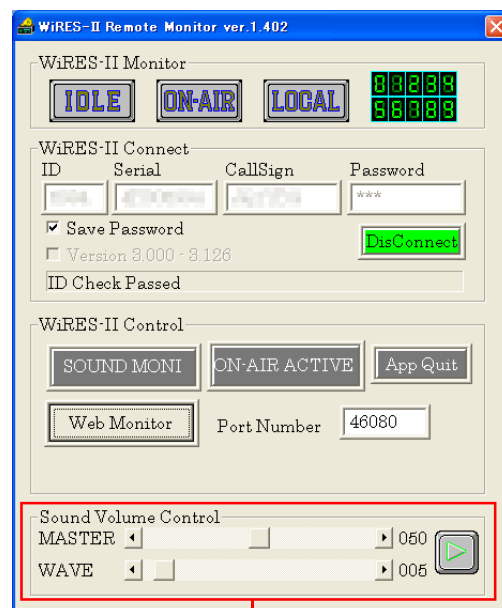 WiRES-II Remote Monitor ver.1.402
WiRES-II Monitor
IDLE ON-AIR LOCAL
WiRES-II Connect
ID Serial CallSign Password
***
Save Password
DisConnect
Version 3.000 - 3.126
ID Check Passed
WiRES-II Control
SOUND MONI ON-AIR ACTIVE App Quit
Web Monitor Port Number 46080
Sound Volume Control
MASTER 050
WAVE 005